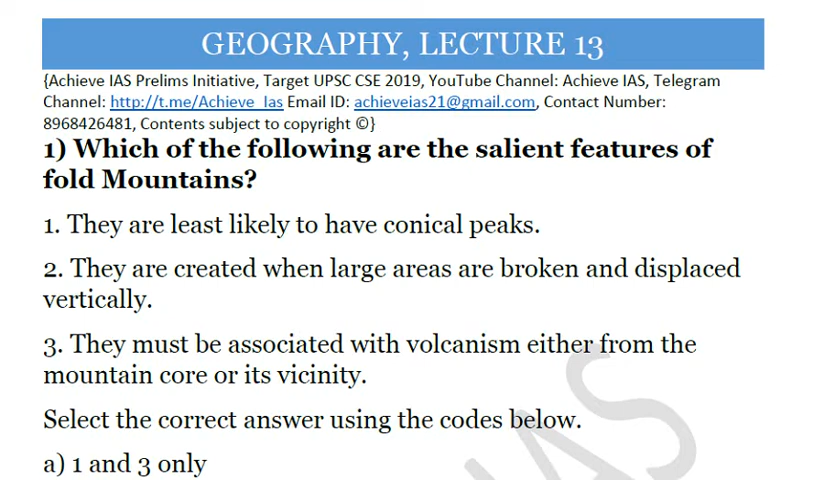 GEOGRAPHY, LECTURE 13
{Achieve IAS Prelims Initiative, Target UPSC CSE 2019, YouTube Channel: Achieve IAS, Telegram
Channel: http://t.me/Achieve_Ias Email ID: achieveias21@gmail.com, Contact Number:
8968426481, Contents subject to copyright ©}
1) Which of the following are the salient features of
fold Mountains?
1. They are least likely to have conical peaks.
2. They are created when large areas are broken and displaced
vertically.
3. They must be associated with volcanism either from the
mountain core or its vicinity.
Select the correct answer using the codes below.
a) 1 and 3 only
IAS